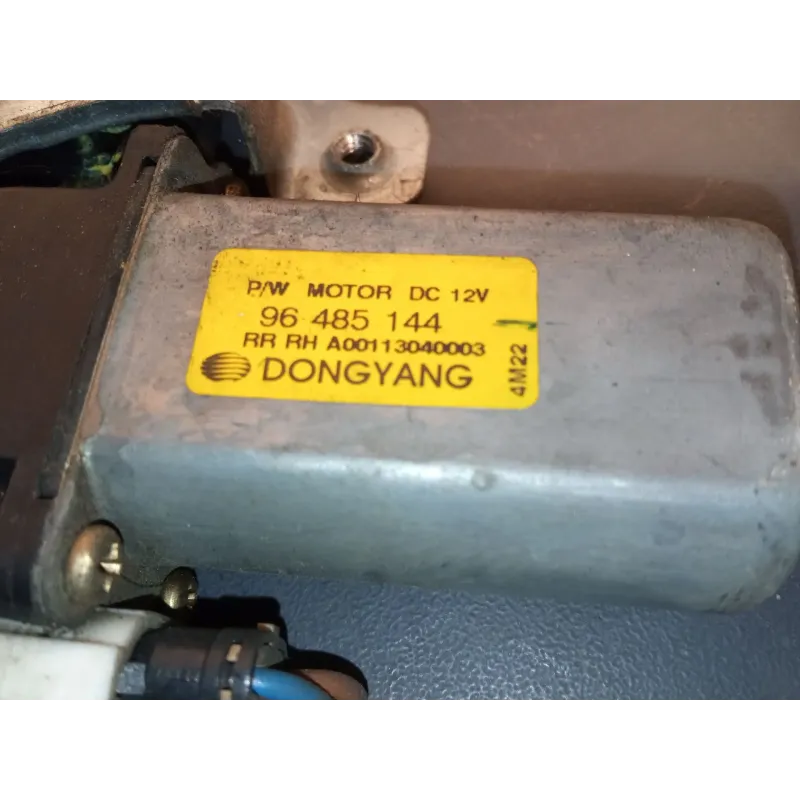 P/W MOTOR DC 12V
96 485 144
RR RH A00113040003
DONGYANG
4M22